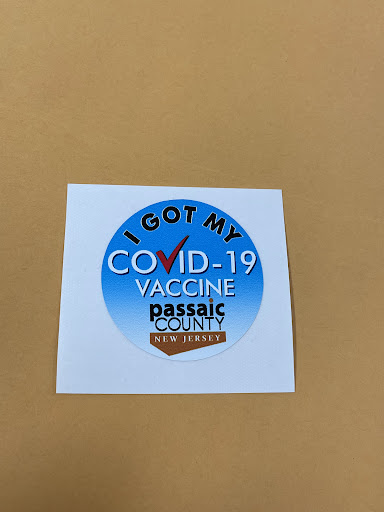 I GOT MY
COVID-19
VACCINE
passaic
COUNTY
NEW JERSEY